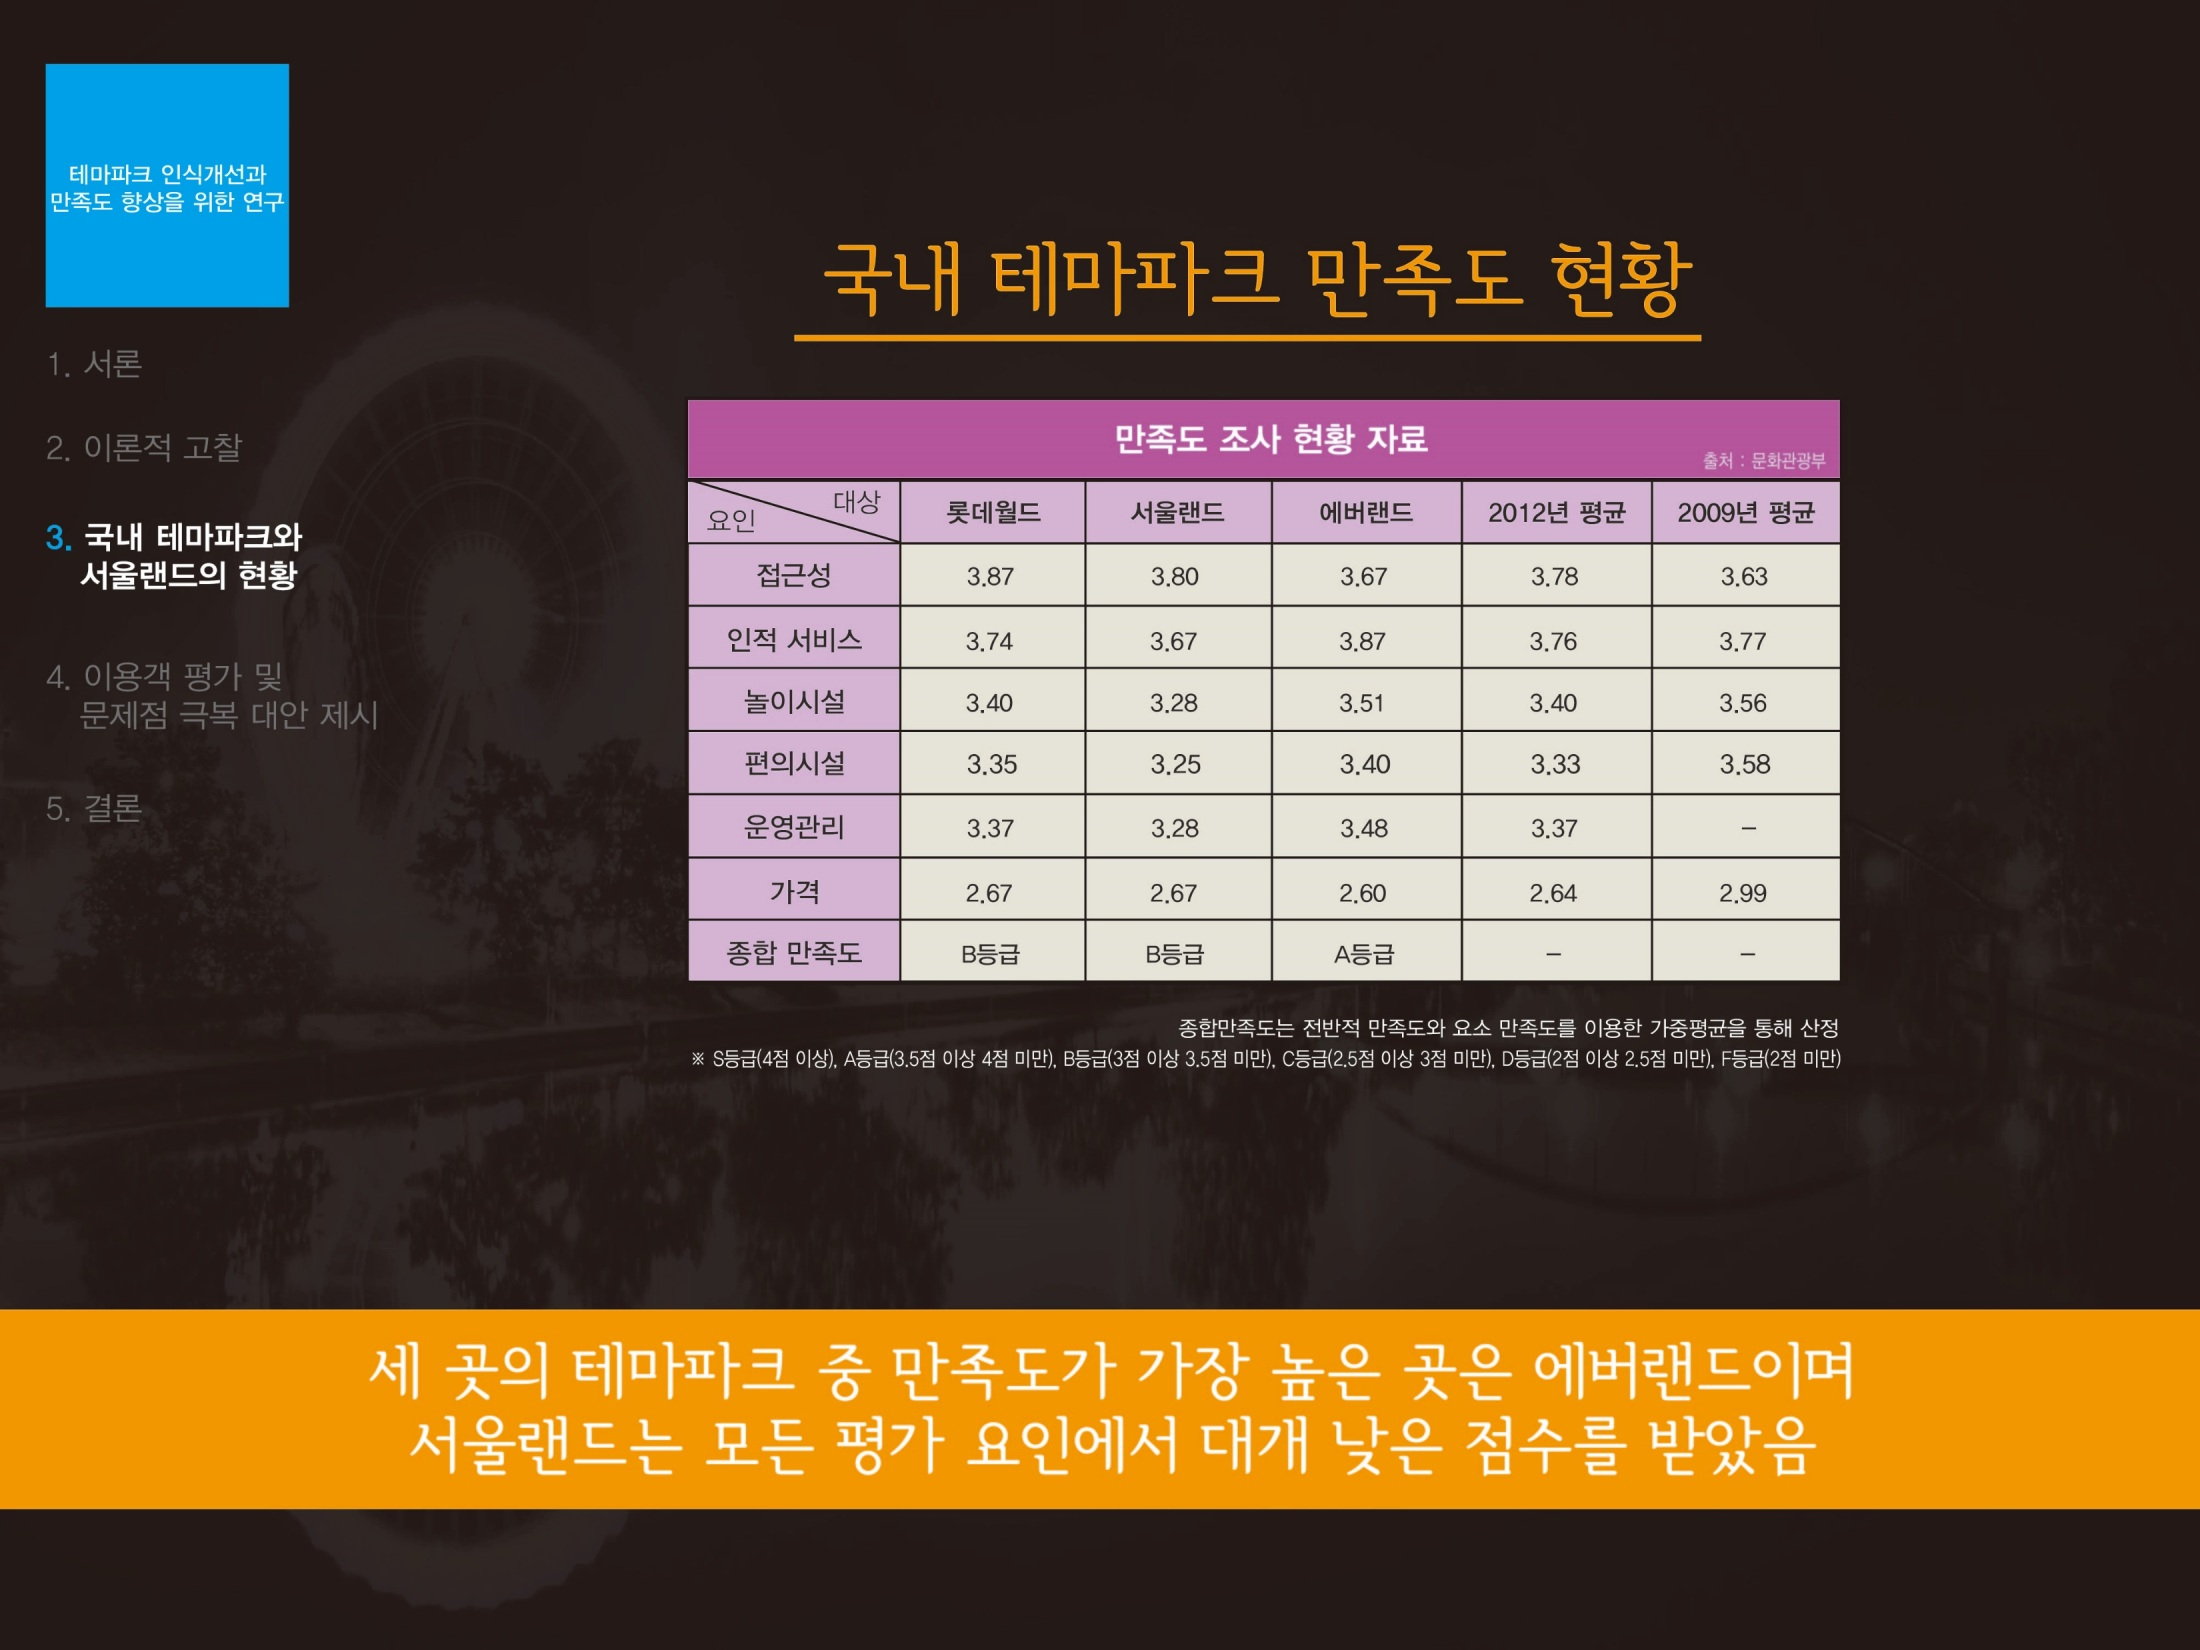 테마파크 인식개선과
만족도 향상을 위한 연구
1. 서론
2. 이론적 고찰
3. 국내 테마파크와
서울랜드의 현황
4. 이용객 평가 및
문제점 극복 대안 제시
5. 결론
국내 테마파크 만족도 현황
만족도 조사 현황 자료
출처 : 문화관광부
요인 대상 롯데월드 서울랜드 에버랜드 2012년 평균 2009년 평균
접근성 3.87 3.80 3.67 3.78 3.63
인적 서비스 3.74 3.67 3.87 3.76 3.77
놀이시설 3.40 3.28 3.51 3.40 3.56
편의시설 3.35 3.25 3.40 3.33 3.58
운영관리 3.37 3.28 3.48 3.37 –
가격 2.67 2.67 2.60 2.64 2.99
종합 만족도 B등급 B등급 A등급 – –
종합만족도는 전반적 만족도와 요소 만족도를 이용한 가중평균을 통해 산정
※ S등급(4점 이상), A등급(3.5점 이상 4점 미만), B등급(3점 이상 3.5점 미만), C등급(2.5점 이상 3점 미만), D등급(2점 이상 2.5점 미만), F등급(2점 미만)
세 곳의 테마파크 중 만족도가 가장 높은 곳은 에버랜드이며
서울랜드는 모든 평가 요인에서 대개 낮은 점수를 받았음